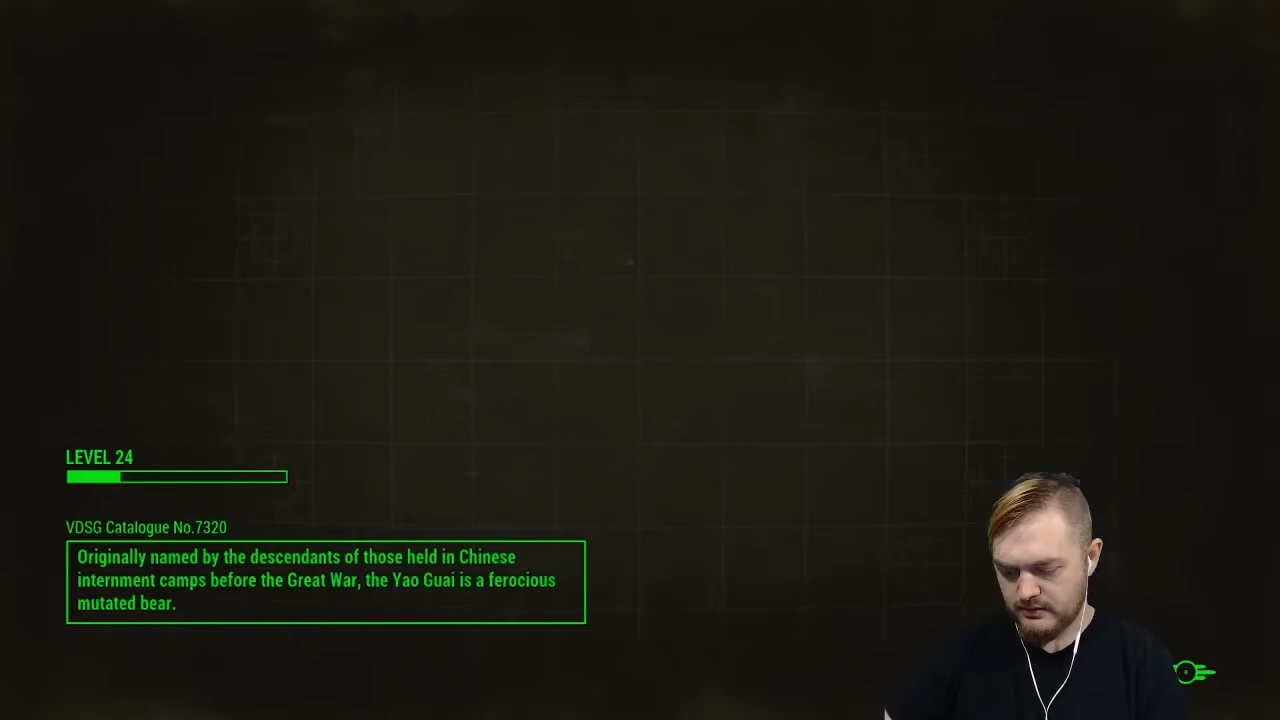 LEVEL 24
VDSG Catalogue No.7320
Originally named by the descendants of those held in Chinese
internment camps before the Great War, the Yao Guai is a ferocious
mutated bear.